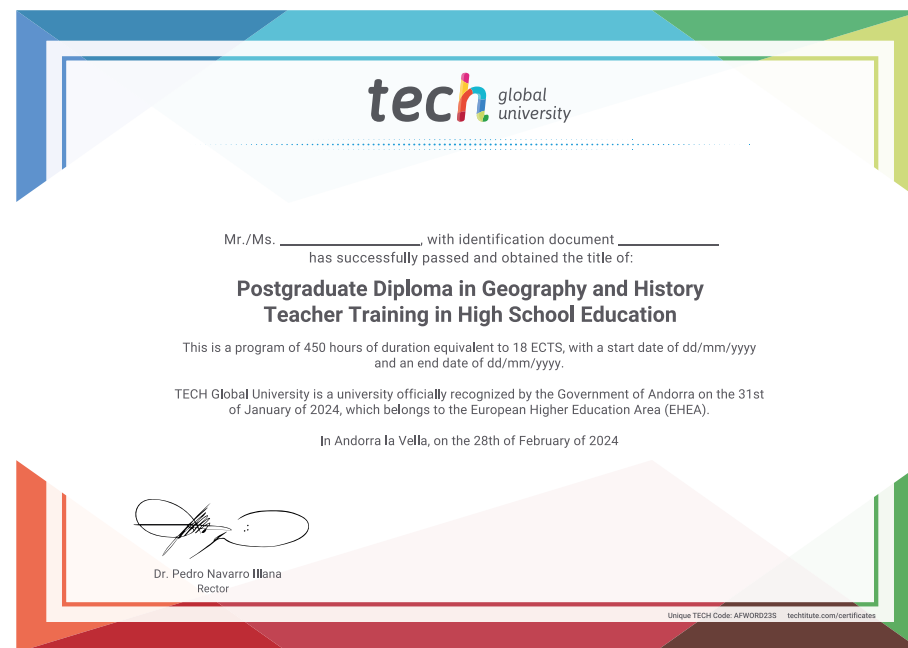 tech global university
Mr./Ms. ____________, with identification document ____________
has successfully passed and obtained the title of:
Postgraduate Diploma in Geography and History
Teacher Training in High School Education
This is a program of 450 hours of duration equivalent to 18 ECTS, with a start date of dd/mm/yyyy
and an end date of dd/mm/yyyy.
TECH Global University is a university officially recognized by the Government of Andorra on the 31st
of January of 2024, which belongs to the European Higher Education Area (EHEA).
In Andorra la Vella, on the 28th of February of 2024
Dr. Pedro Navarro Illana
Rector
Unique TECH Code: AFWORD23S techtitute.com/certificates